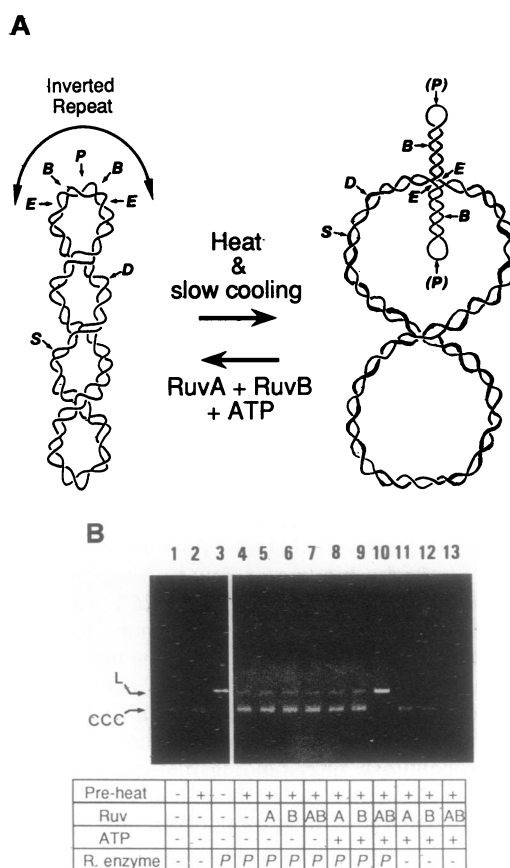 A
Inverted
Repeat
P
B B
E E
D
S
Heat
&
slow cooling
RuvA + RuvB
+ ATP
(P)
B
E
D
E
S
B
(P)
B
1 2 3 4 5 6 7 8 9 10 11 12 13
L
CCC
Pre-heat - + - + + + + + + + + + +
Ruv - - - - A B AB A B AB A B AB
ATP - - - - - - - + + + + + +
R. enzyme - - P P P P P P P P - - -